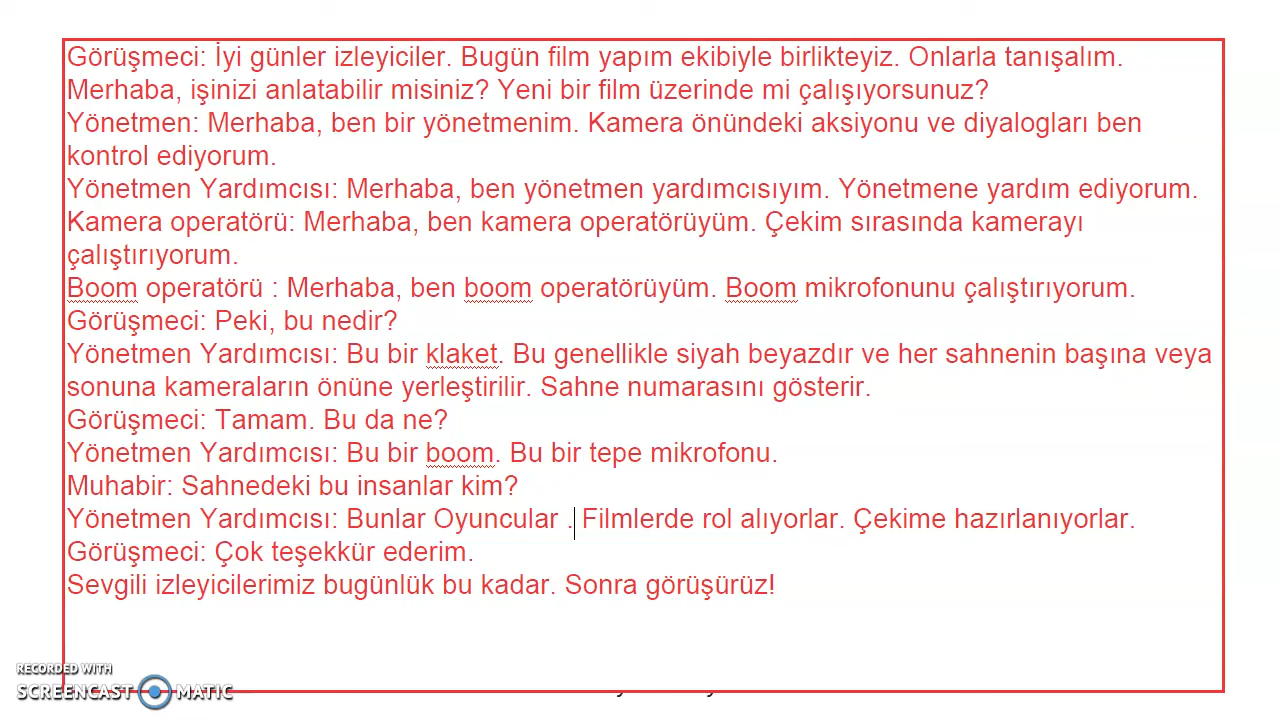 Görüşmeci: İyi günler izleyiciler. Bugün film yapım ekibiyle birlikteyiz. Onlarla tanışalım.
Merhaba, işinizi anlatabilir misiniz? Yeni bir film üzerinde mi çalışıyorsunuz?
Yönetmen: Merhaba, ben bir yönetmenim. Kamera önündeki aksiyonu ve diyalogları ben
kontrol ediyorum.
Yönetmen Yardımcısı: Merhaba, ben yönetmen yardımcısıyım. Yönetmene yardım ediyorum.
Kamera operatörü: Merhaba, ben kamera operatörüyüm. Çekim sırasında kamerayı
çalıştırıyorum.
Boom operatörü : Merhaba, ben boom operatörüyüm. Boom mikrofonunu çalıştırıyorum.
Görüşmeci: Peki, bu nedir?
Yönetmen Yardımcısı: Bu bir klaket. Bu genellikle siyah beyazdır ve her sahnenin başına veya
sonuna kameraların önüne yerleştirilir. Sahne numarasını gösterir.
Görüşmeci: Tamam. Bu da ne?
Yönetmen Yardımcısı: Bu bir boom. Bu bir tepe mikrofonu.
Muhabir: Sahnedeki bu insanlar kim?
Yönetmen Yardımcısı: Bunlar Oyuncular . Filmlerde rol alıyorlar. Çekime hazırlanıyorlar.
Görüşmeci: Çok teşekkür ederim.
Sevgili izleyicilerimiz bugünlük bu kadar. Sonra görüşürüz!
RECORDED WITH
SCREENCAST MATIC